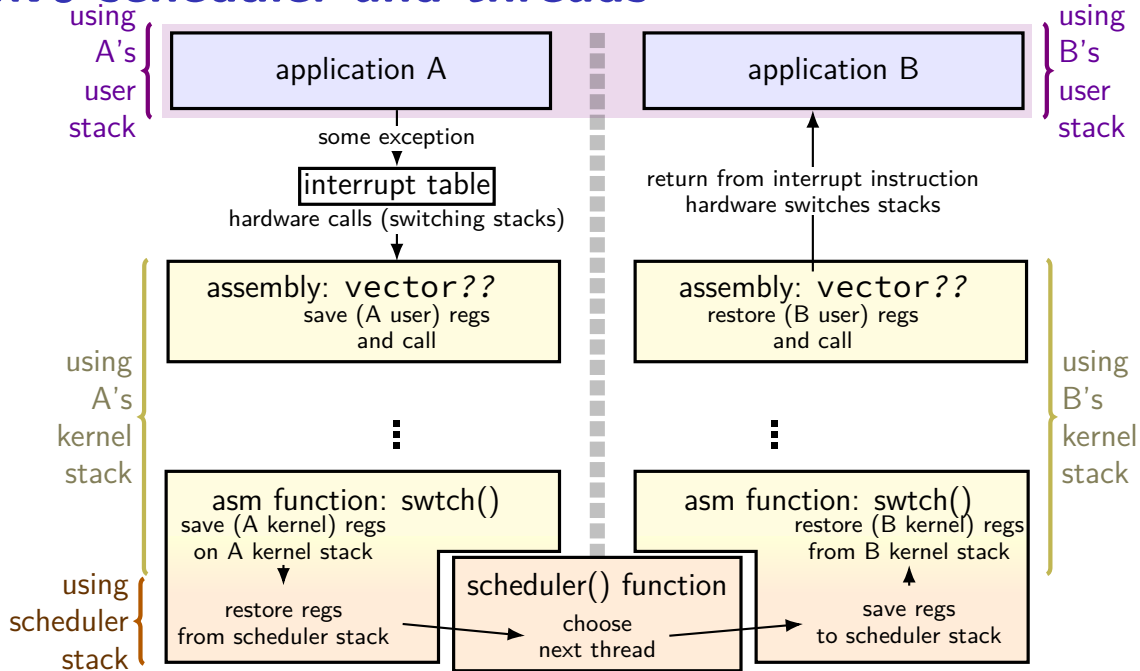 scheduler and threads
using
A's
user
stack
application A
application B
using
B's
user
stack
some exception
interrupt table
hardware calls (switching stacks)
return from interrupt instruction
hardware switches stacks
assembly: vector??
save (A user) regs
and call
assembly: vector??
restore (B user) regs
and call
using
A's
kernel
stack
using
B's
kernel
stack
asm function: swtch()
save (A kernel) regs
on A kernel stack
asm function: swtch()
restore (B kernel) regs
from B kernel stack
using
scheduler
stack
restore regs
from scheduler stack
scheduler() function
choose
next thread
save regs
to scheduler stack